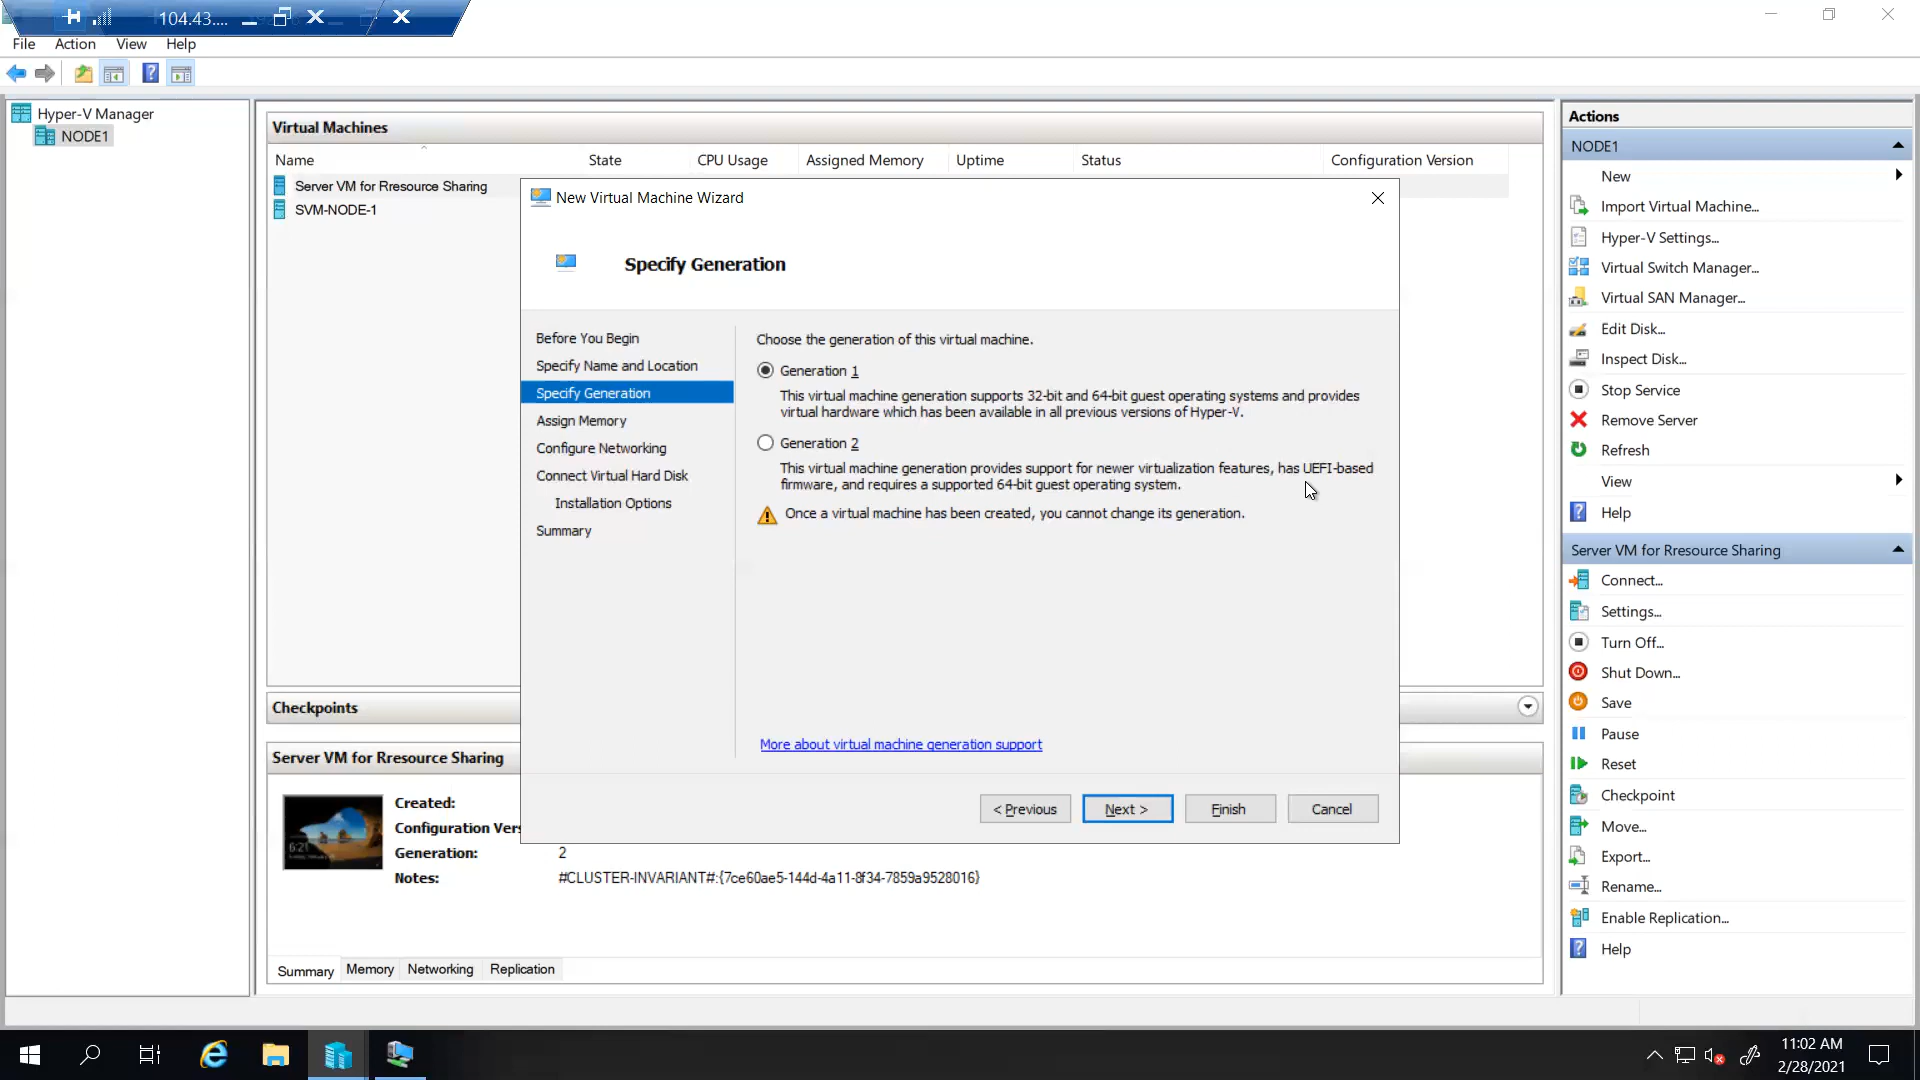 104.43....
File Action View Help
Hyper-V Manager
NODE1
Virtual Machines
Name State CPU Usage Assigned Memory Uptime Status Configuration Version
Server VM for Rresource Sharing
SVM-NODE-1
New Virtual Machine Wizard
Specify Generation
Before You Begin
Specify Name and Location
Specify Generation
Assign Memory
Configure Networking
Connect Virtual Hard Disk
Installation Options
Summary
Choose the generation of this virtual machine.
Generation 1
This virtual machine generation supports 32-bit and 64-bit guest operating systems and provides
virtual hardware which has been available in all previous versions of Hyper-V.
Generation 2
This virtual machine generation provides support for newer virtualization features, has UEFI-based
firmware, and requires a supported 64-bit guest operating system.
Once a virtual machine has been created, you cannot change its generation.
More about virtual machine generation support
< Previous Next > Finish Cancel
Checkpoints
Server VM for Rresource Sharing
6:21
Created:
Configuration Vers
Generation: 2
Notes: #CLUSTER-INVARIANT#:{7ce60ae5-144d-4a11-8f34-7859a9528016}
Summary Memory Networking Replication
Actions
NODE1
New
Import Virtual Machine...
Hyper-V Settings...
Virtual Switch Manager...
Virtual SAN Manager...
Edit Disk...
Inspect Disk...
Stop Service
Remove Server
Refresh
View
Help
Server VM for Rresource Sharing
Connect...
Settings...
Turn Off...
Shut Down...
Save
Pause
Reset
Checkpoint
Move...
Export...
Rename...
Enable Replication...
Help
11:02 AM
2/28/2021